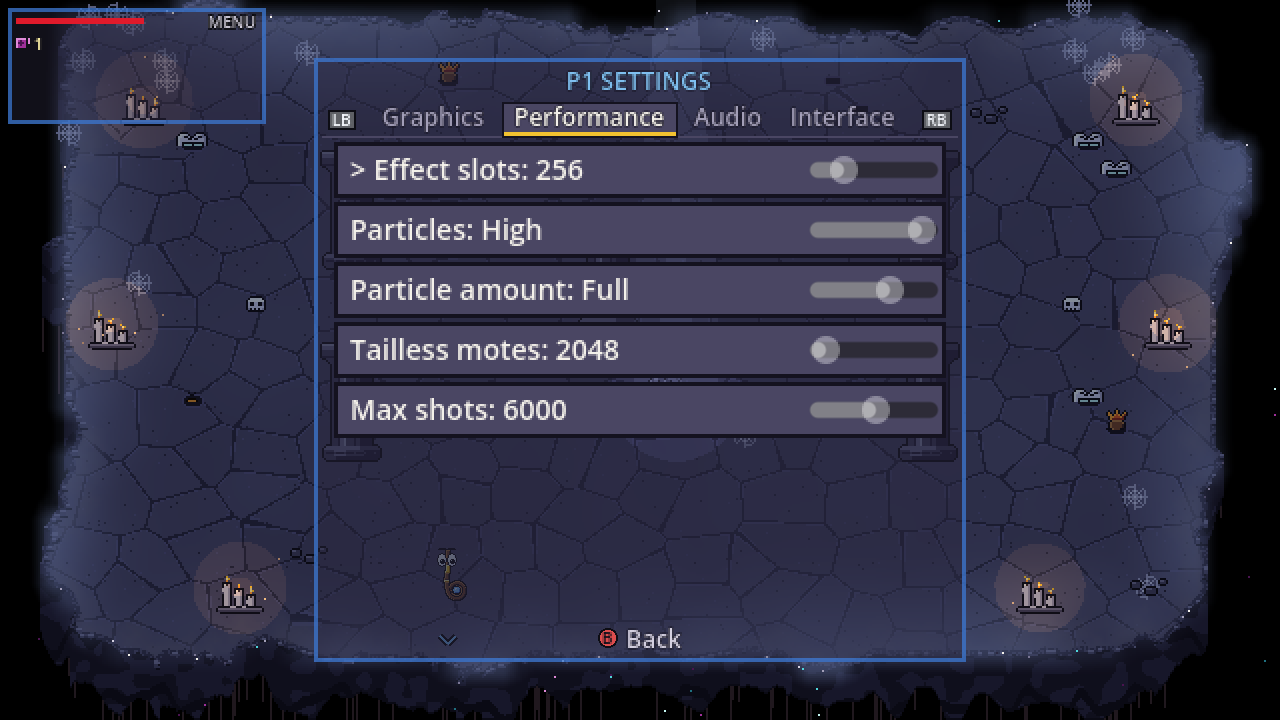 MENU
1
P1 SETTINGS
LB Graphics Performance Audio Interface RB
> Effect slots: 256
Particles: High
Particle amount: Full
Tailless motes: 2048
Max shots: 6000
B Back